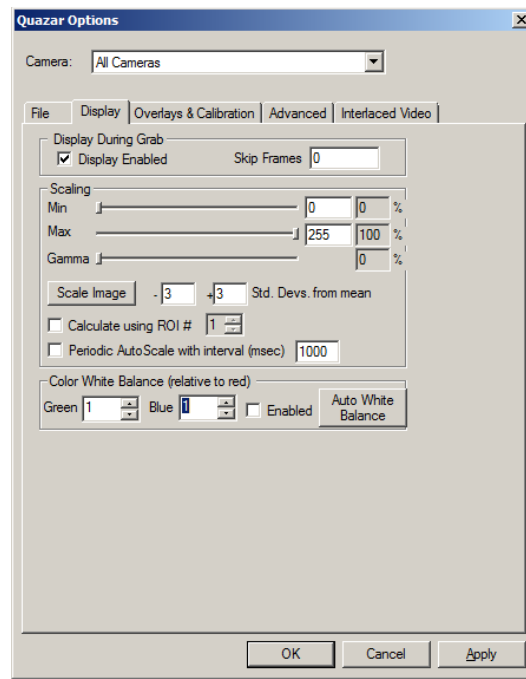 Quazar Options
Camera: All Cameras
File Display Overlays & Calibration Advanced Interlaced Video
Display During Grab
Display Enabled Skip Frames 0
Scaling
Min 0 0 %
Max 255 100 %
Gamma 0 %
Scale Image - 3 + 3 Std. Devs. from mean
Calculate using ROI # 1
Periodic AutoScale with interval (msec) 1000
Color White Balance (relative to red)
Green 1 Blue 1 Enabled Auto White Balance
OK Cancel Apply